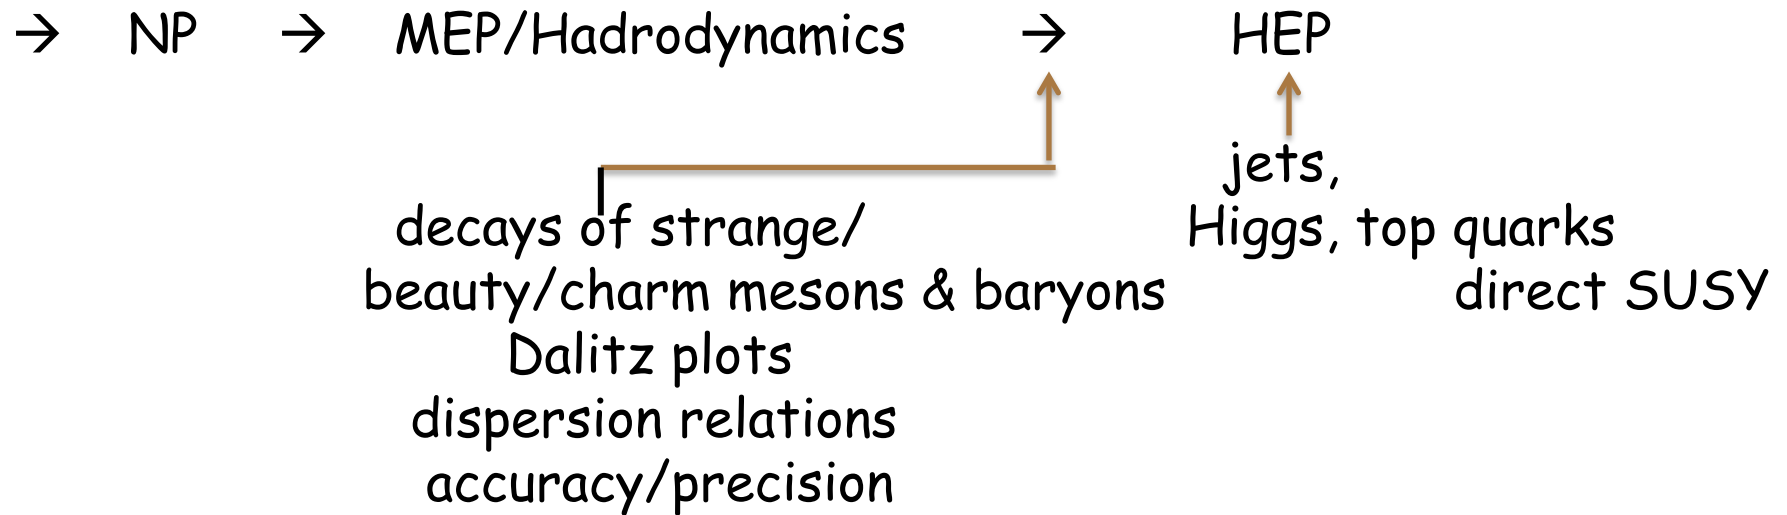 → NP → MEP/Hadrodynamics → HEP
jets,
decays of strange/ Higgs, top quarks
beauty/charm mesons & baryons direct SUSY
Dalitz plots
dispersion relations
accuracy/precision